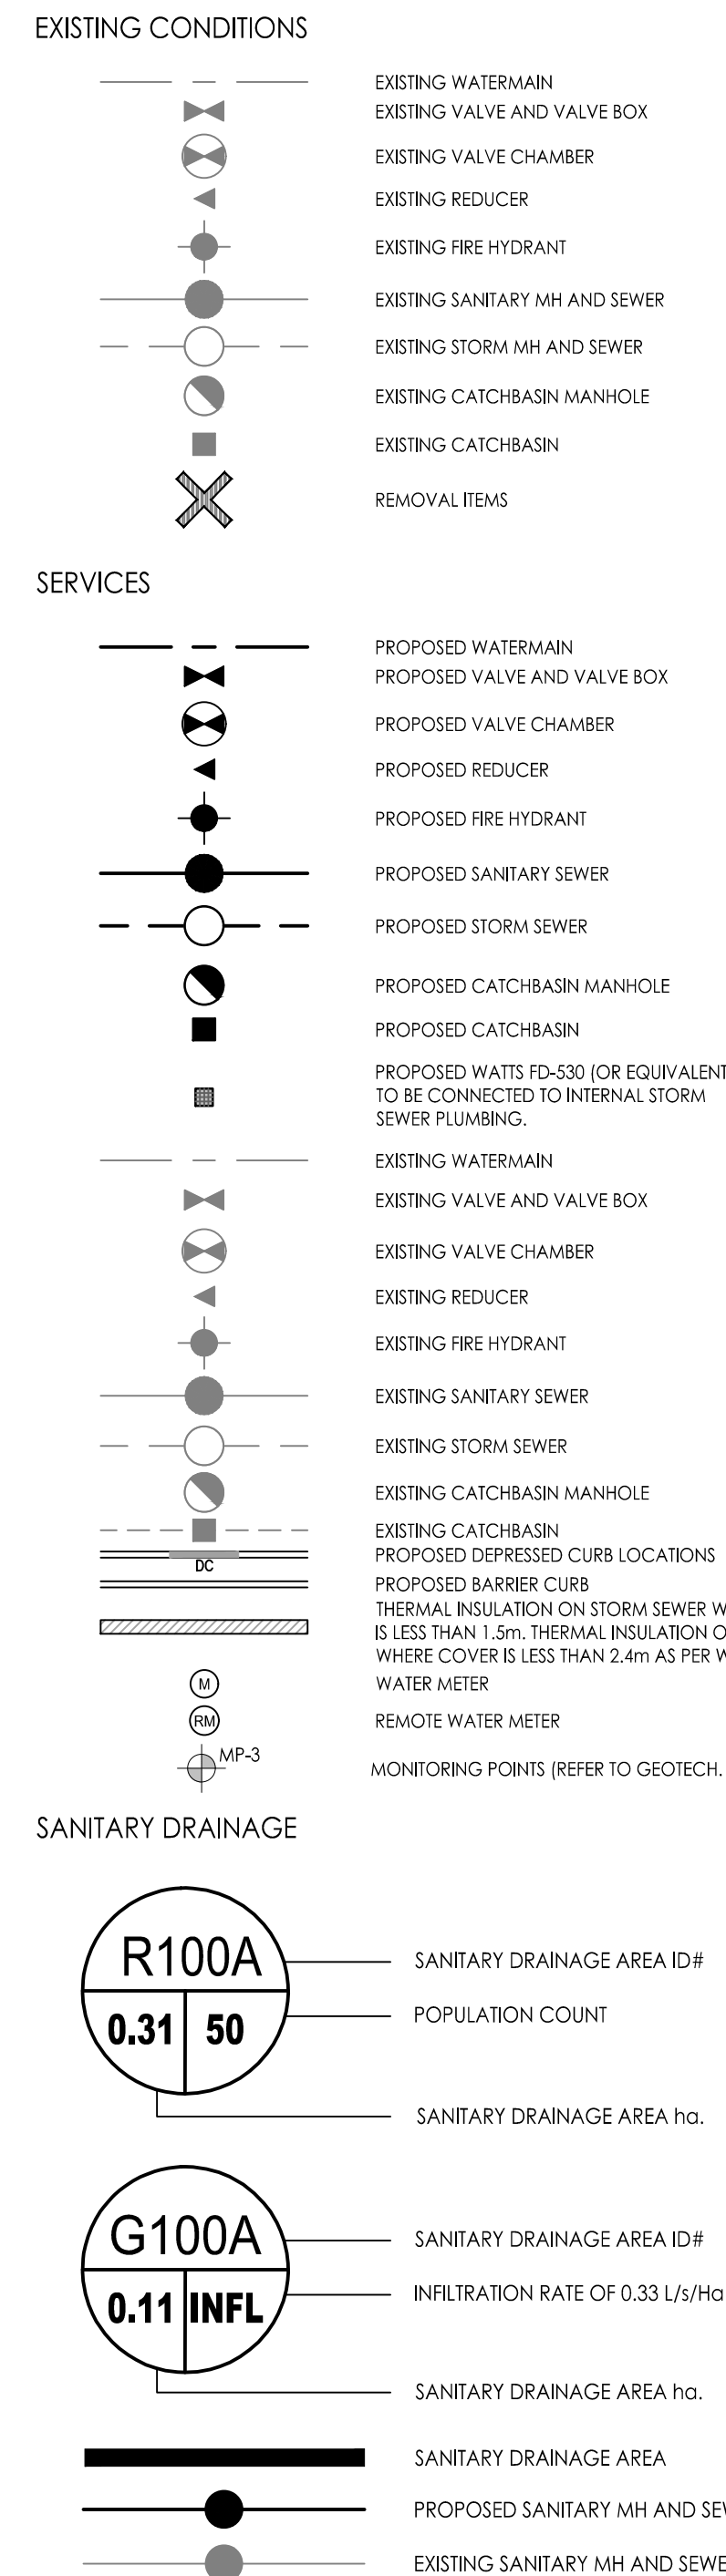 EXISTING CONDITIONS
EXISTING WATERMAIN
EXISTING VALVE AND VALVE BOX
EXISTING VALVE CHAMBER
EXISTING REDUCER
EXISTING FIRE HYDRANT
EXISTING SANITARY MH AND SEWER
EXISTING STORM MH AND SEWER
EXISTING CATCHBASIN MANHOLE
EXISTING CATCHBASIN
REMOVAL ITEMS
SERVICES
PROPOSED WATERMAIN
PROPOSED VALVE AND VALVE BOX
PROPOSED VALVE CHAMBER
PROPOSED REDUCER
PROPOSED FIRE HYDRANT
PROPOSED SANITARY SEWER
PROPOSED STORM SEWER
PROPOSED CATCHBASIN MANHOLE
PROPOSED CATCHBASIN
PROPOSED WATTS FD-530 (OR EQUIVALENT
TO BE CONNECTED TO INTERNAL STORM
SEWER PLUMBING.
EXISTING WATERMAIN
EXISTING VALVE AND VALVE BOX
EXISTING VALVE CHAMBER
EXISTING REDUCER
EXISTING FIRE HYDRANT
EXISTING SANITARY SEWER
EXISTING STORM SEWER
EXISTING CATCHBASIN MANHOLE
EXISTING CATCHBASIN
DC PROPOSED DEPRESSED CURB LOCATIONS
PROPOSED BARRIER CURB
THERMAL INSULATION ON STORM SEWER W
IS LESS THAN 1.5m. THERMAL INSULATION O
WHERE COVER IS LESS THAN 2.4m AS PER W
M WATER METER
RM REMOTE WATER METER
MP-3 MONITORING POINTS (REFER TO GEOTECH.
SANITARY DRAINAGE
R100A SANITARY DRAINAGE AREA ID#
0.31 50 POPULATION COUNT
SANITARY DRAINAGE AREA ha.
G100A SANITARY DRAINAGE AREA ID#
0.11 INFL INFILTRATION RATE OF 0.33 L/s/Ha
SANITARY DRAINAGE AREA ha.
SANITARY DRAINAGE AREA
PROPOSED SANITARY MH AND SE
EXISTING SANITARY MH AND SEWE